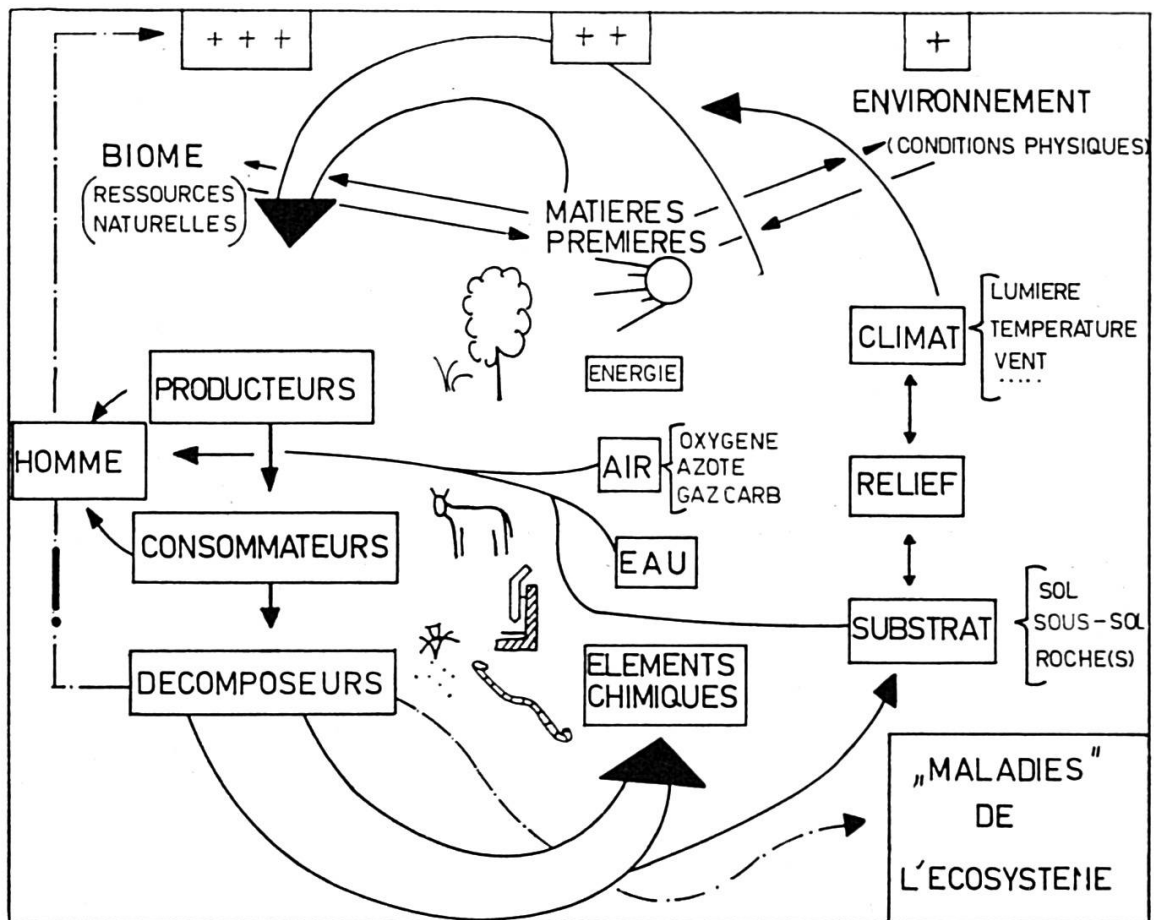 + + +
+ +
+
ENVIRONNEMENT
(CONDITIONS PHYSIQUES)
BIOME
(RESSOURCES
NATURELLES)
MATIERES
PREMIERES
LUMIERE
CLIMAT
TEMPERATURE
VENT
.....
ENERGIE
PRODUCTEURS
HOMME
AIR
OXYGENE
AZOTE
GAZ CARB
RELIEF
CONSOMMATEURS
EAU
SUBSTRAT
SOL
SOUS-SOL
ROCHE(S)
DECOMPOSEURS
ELEMENTS
CHIMIQUES
„MALADIES"
DE
L'ECOSYSTEME